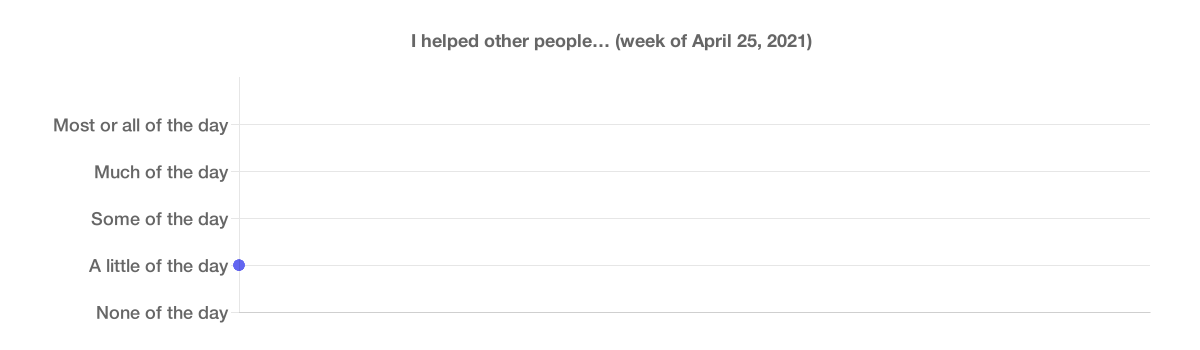 I helped other people… (week of April 25, 2021)
Most or all of the day
Much of the day
Some of the day
A little of the day
None of the day